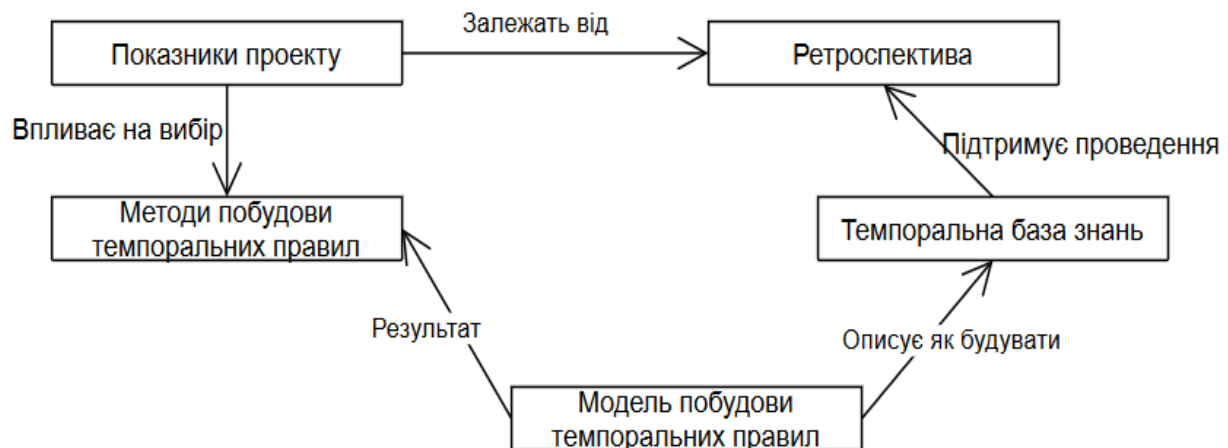 Залежать від
Показники проекту
Ретроспектива
Впливає на вибір
Підтримує проведення
Методи побудови
темпоральних правил
Темпоральна база знань
Результат
Описує як будувати
Модель побудови
темпоральних правил